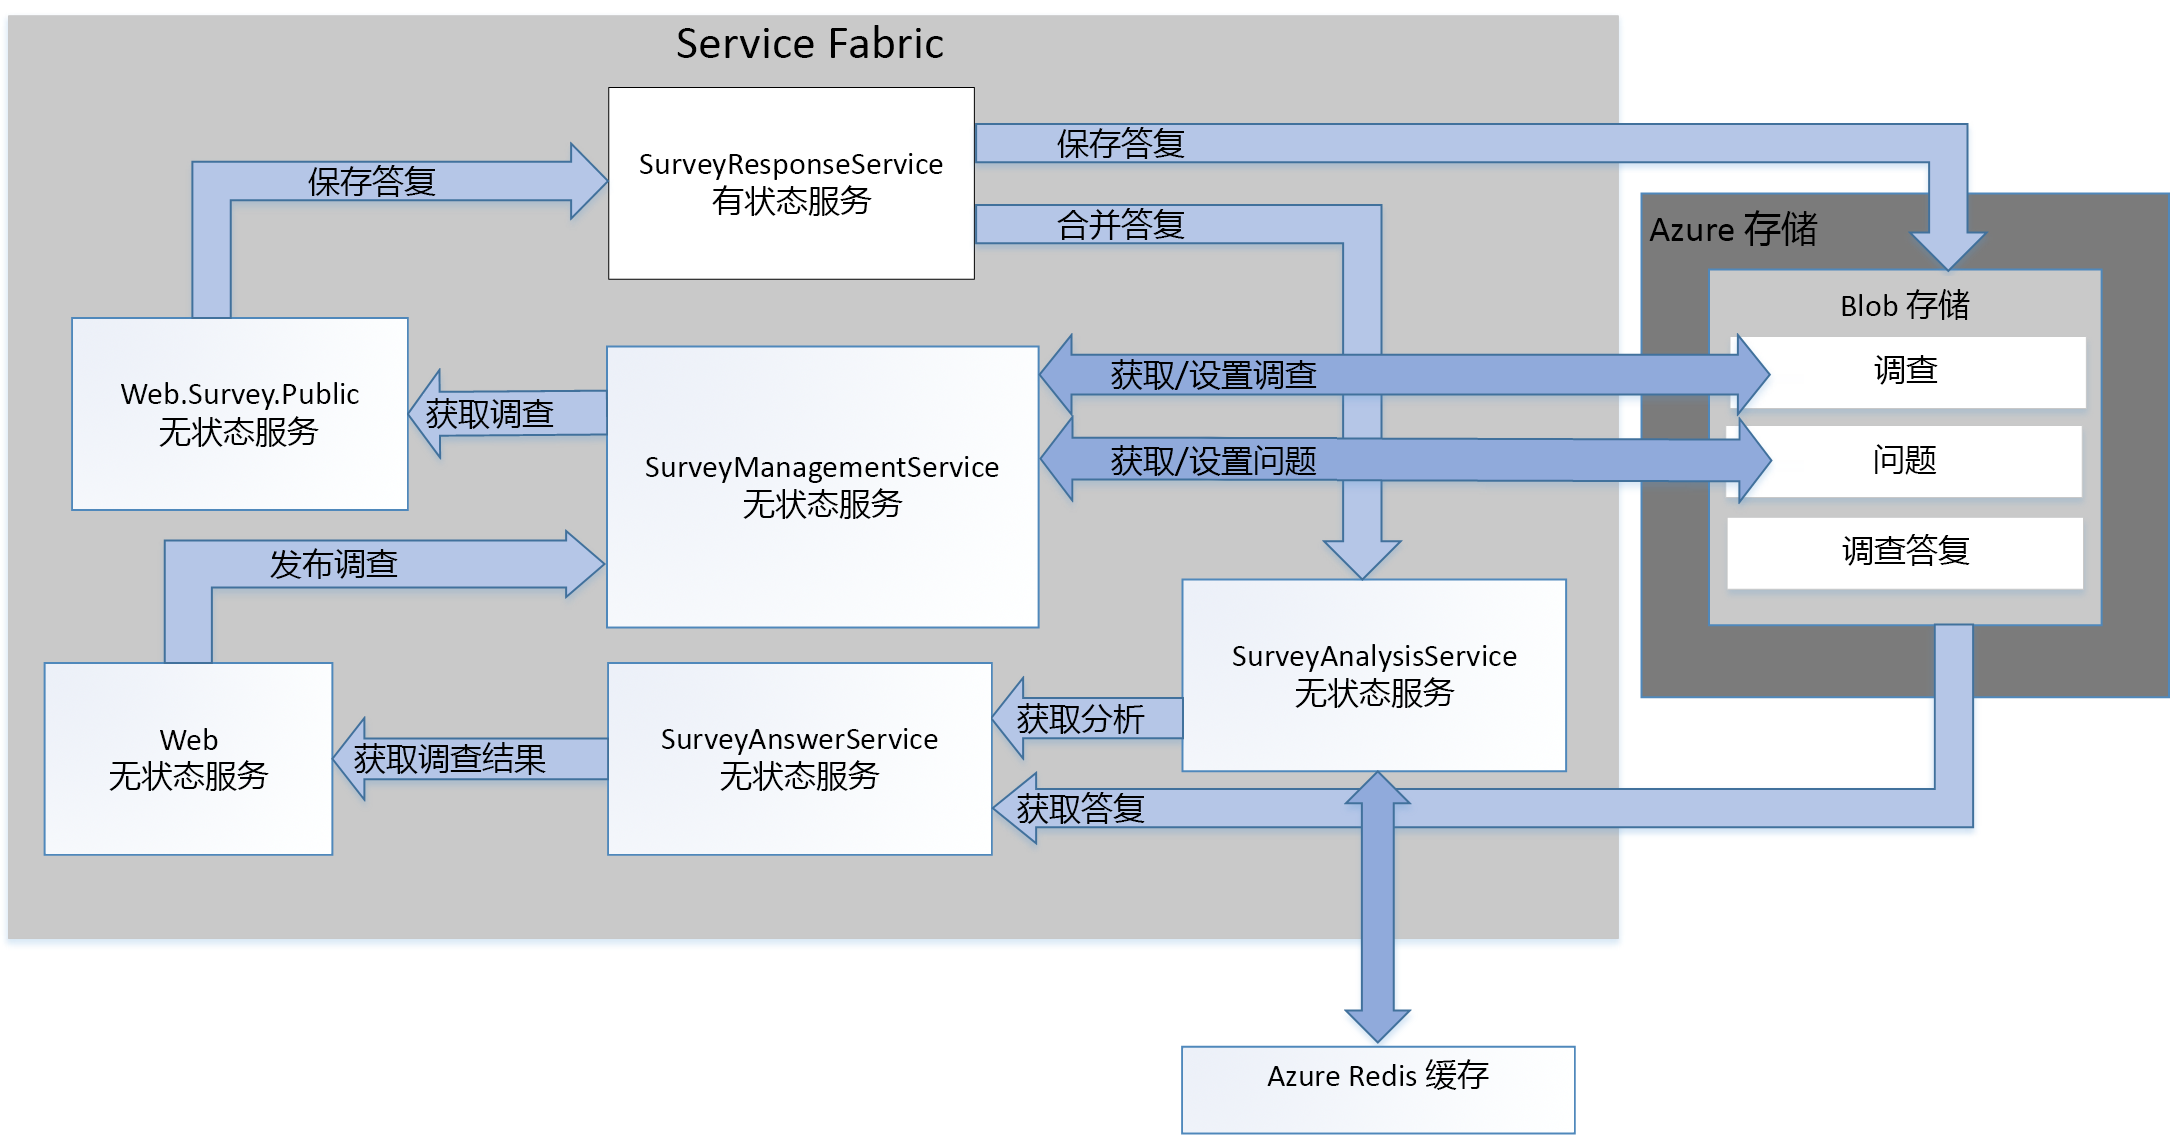 Service Fabric
SurveyResponseService
有状态服务
保存答复
保存答复
合并答复
Azure 存储
Blob 存储
调查
问题
调查答复
Web.Survey.Public
无状态服务
获取调查
SurveyManagementService
无状态服务
获取/设置调查
获取/设置问题
发布调查
SurveyAnalysisService
无状态服务
Web
无状态服务
获取调查结果
SurveyAnswerService
无状态服务
获取分析
获取答复
Azure Redis 缓存